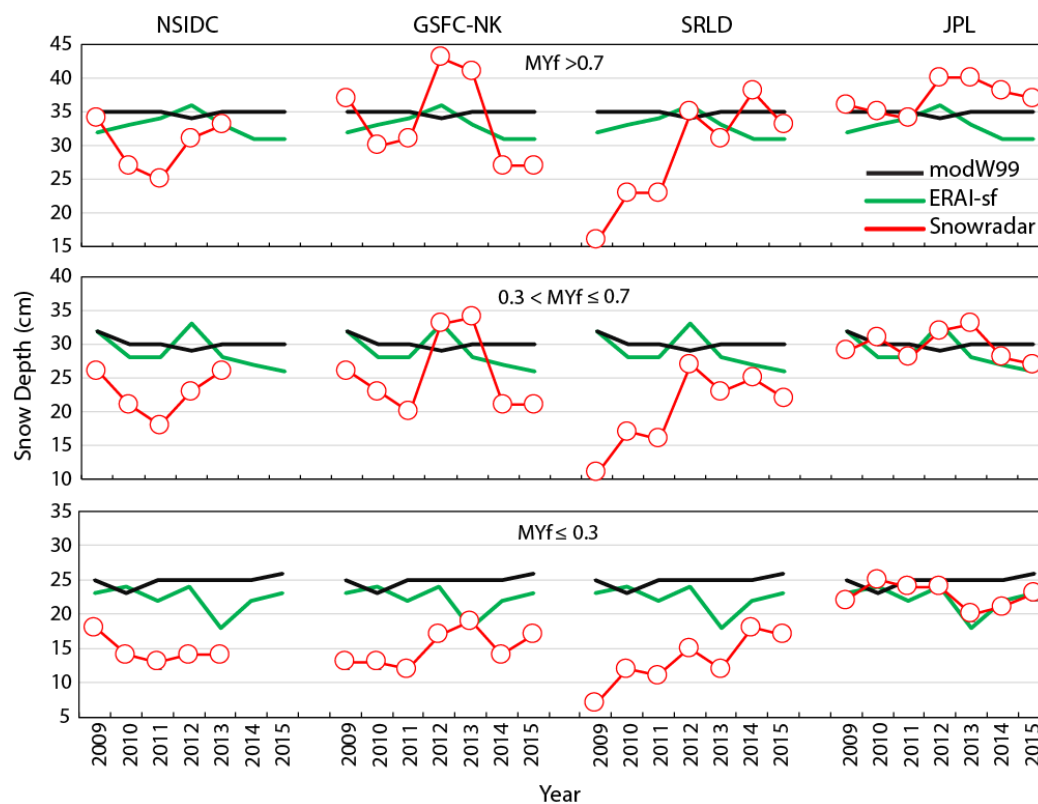 NSIDC GSFC-NK SRLD JPL
45
MYf >0.7
40
35
30
25
20
15
modW99
ERAI-sf
Snowradar
Snow Depth (cm)
40
0.3 < MYf ≤ 0.7
35
30
25
20
15
10
35
MYf ≤ 0.3
30
25
20
15
10
5
2009 2010 2011 2012 2013 2014 2015 2009 2010 2011 2012 2013 2014 2015 2009 2010 2011 2012 2013 2014 2015 2009 2010 2011 2012 2013 2014 2015
Year